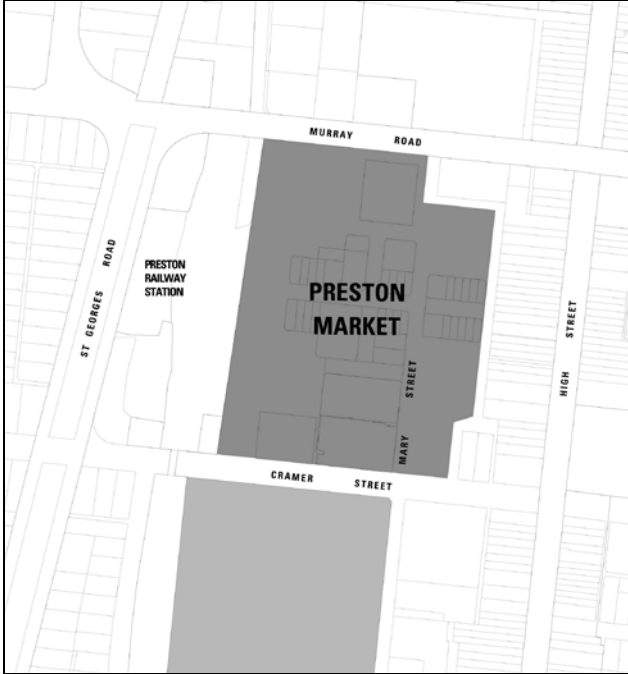 MURRAY ROAD
ST GEORGES ROAD
PRESTON
RAILWAY
STATION
PRESTON
MARKET
MARY STREET
HIGH STREET
CRAMER STREET